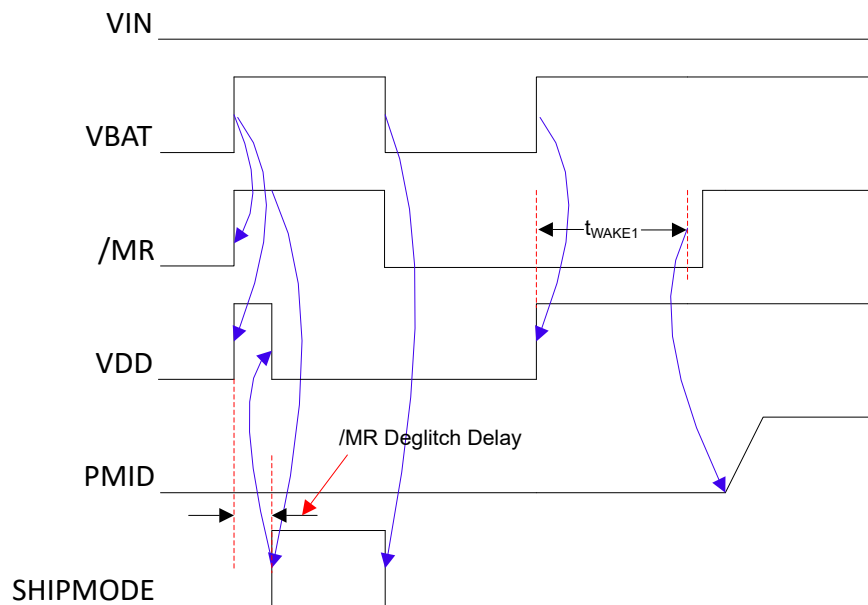 VIN
VBAT
/MR
tWAKE1
VDD
/MR Deglitch Delay
PMID
SHIPMODE